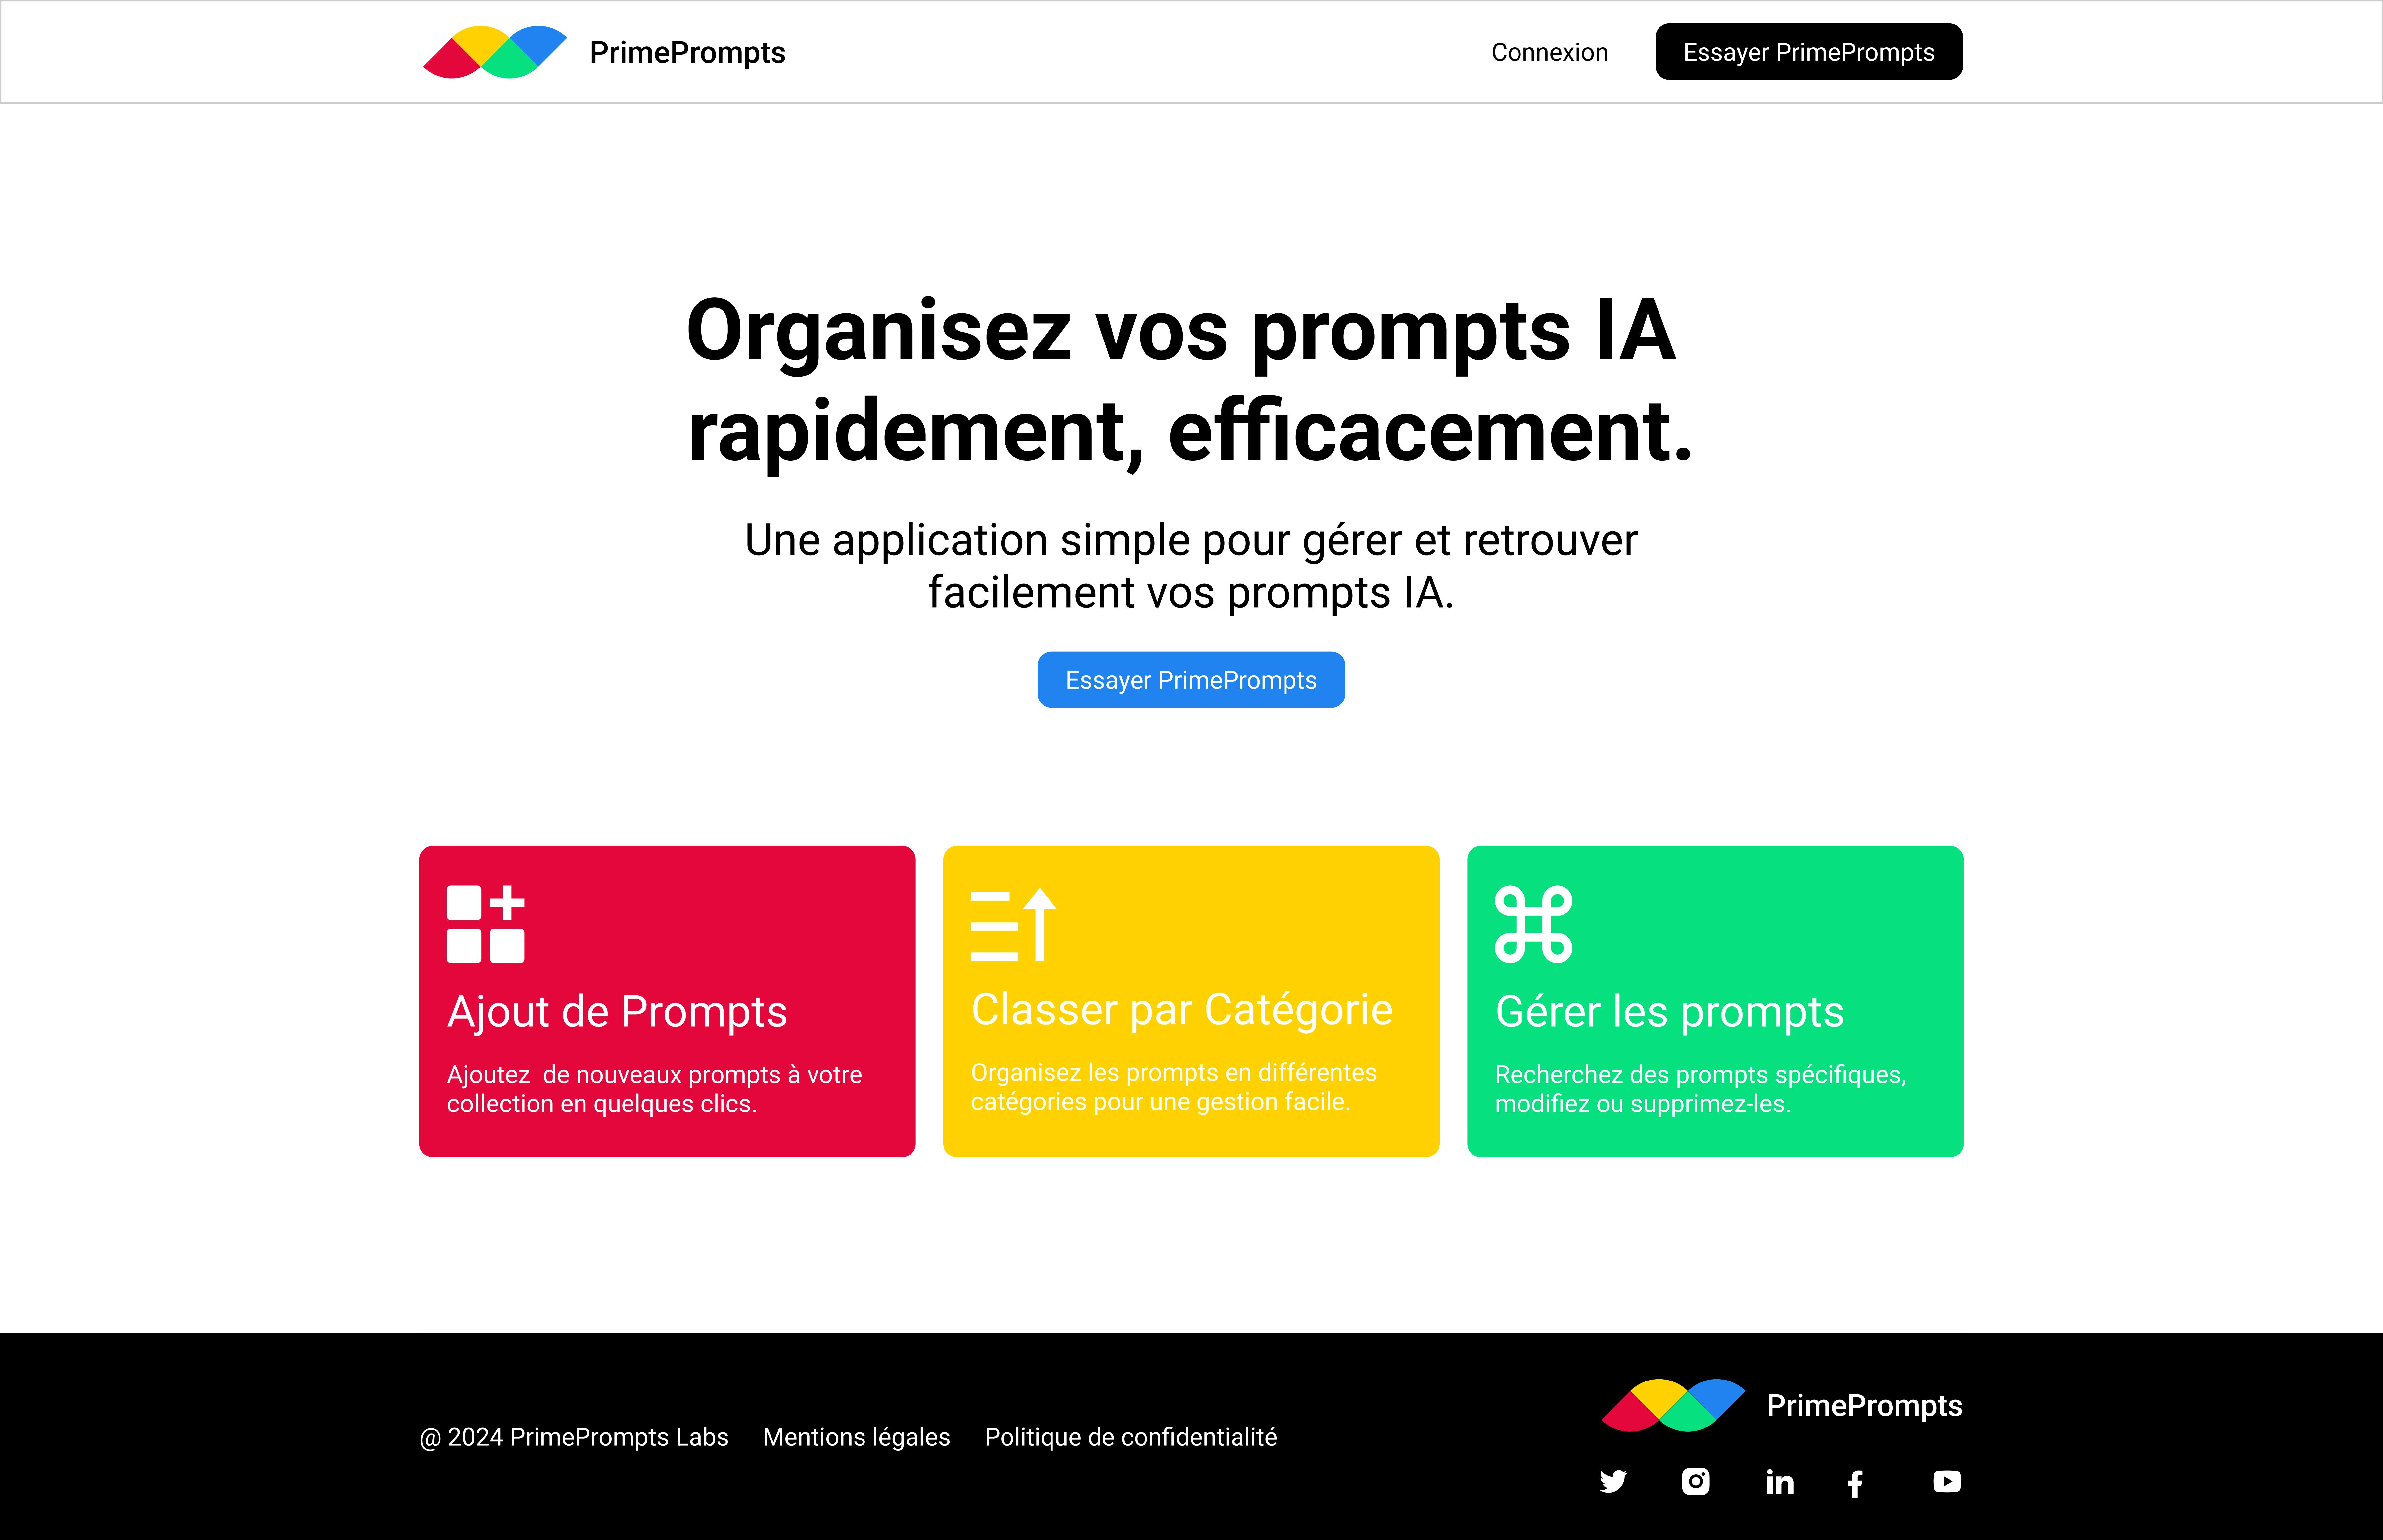 PrimePrompts
Connexion
Essayer PrimePrompts
Organisez vos prompts IA
rapidement, efficacement.
Une application simple pour gérer et retrouver
facilement vos prompts IA.
Essayer PrimePrompts
Ajout de Prompts
Ajoutez  de nouveaux prompts à votre
collection en quelques clics.
Classer par Catégorie
Organisez les prompts en différentes
catégories pour une gestion facile.
Gérer les prompts
Recherchez des prompts spécifiques,
modifiez ou supprimez-les.
@ 2024 PrimePrompts Labs
Mentions légales
Politique de confidentialité
PrimePrompts